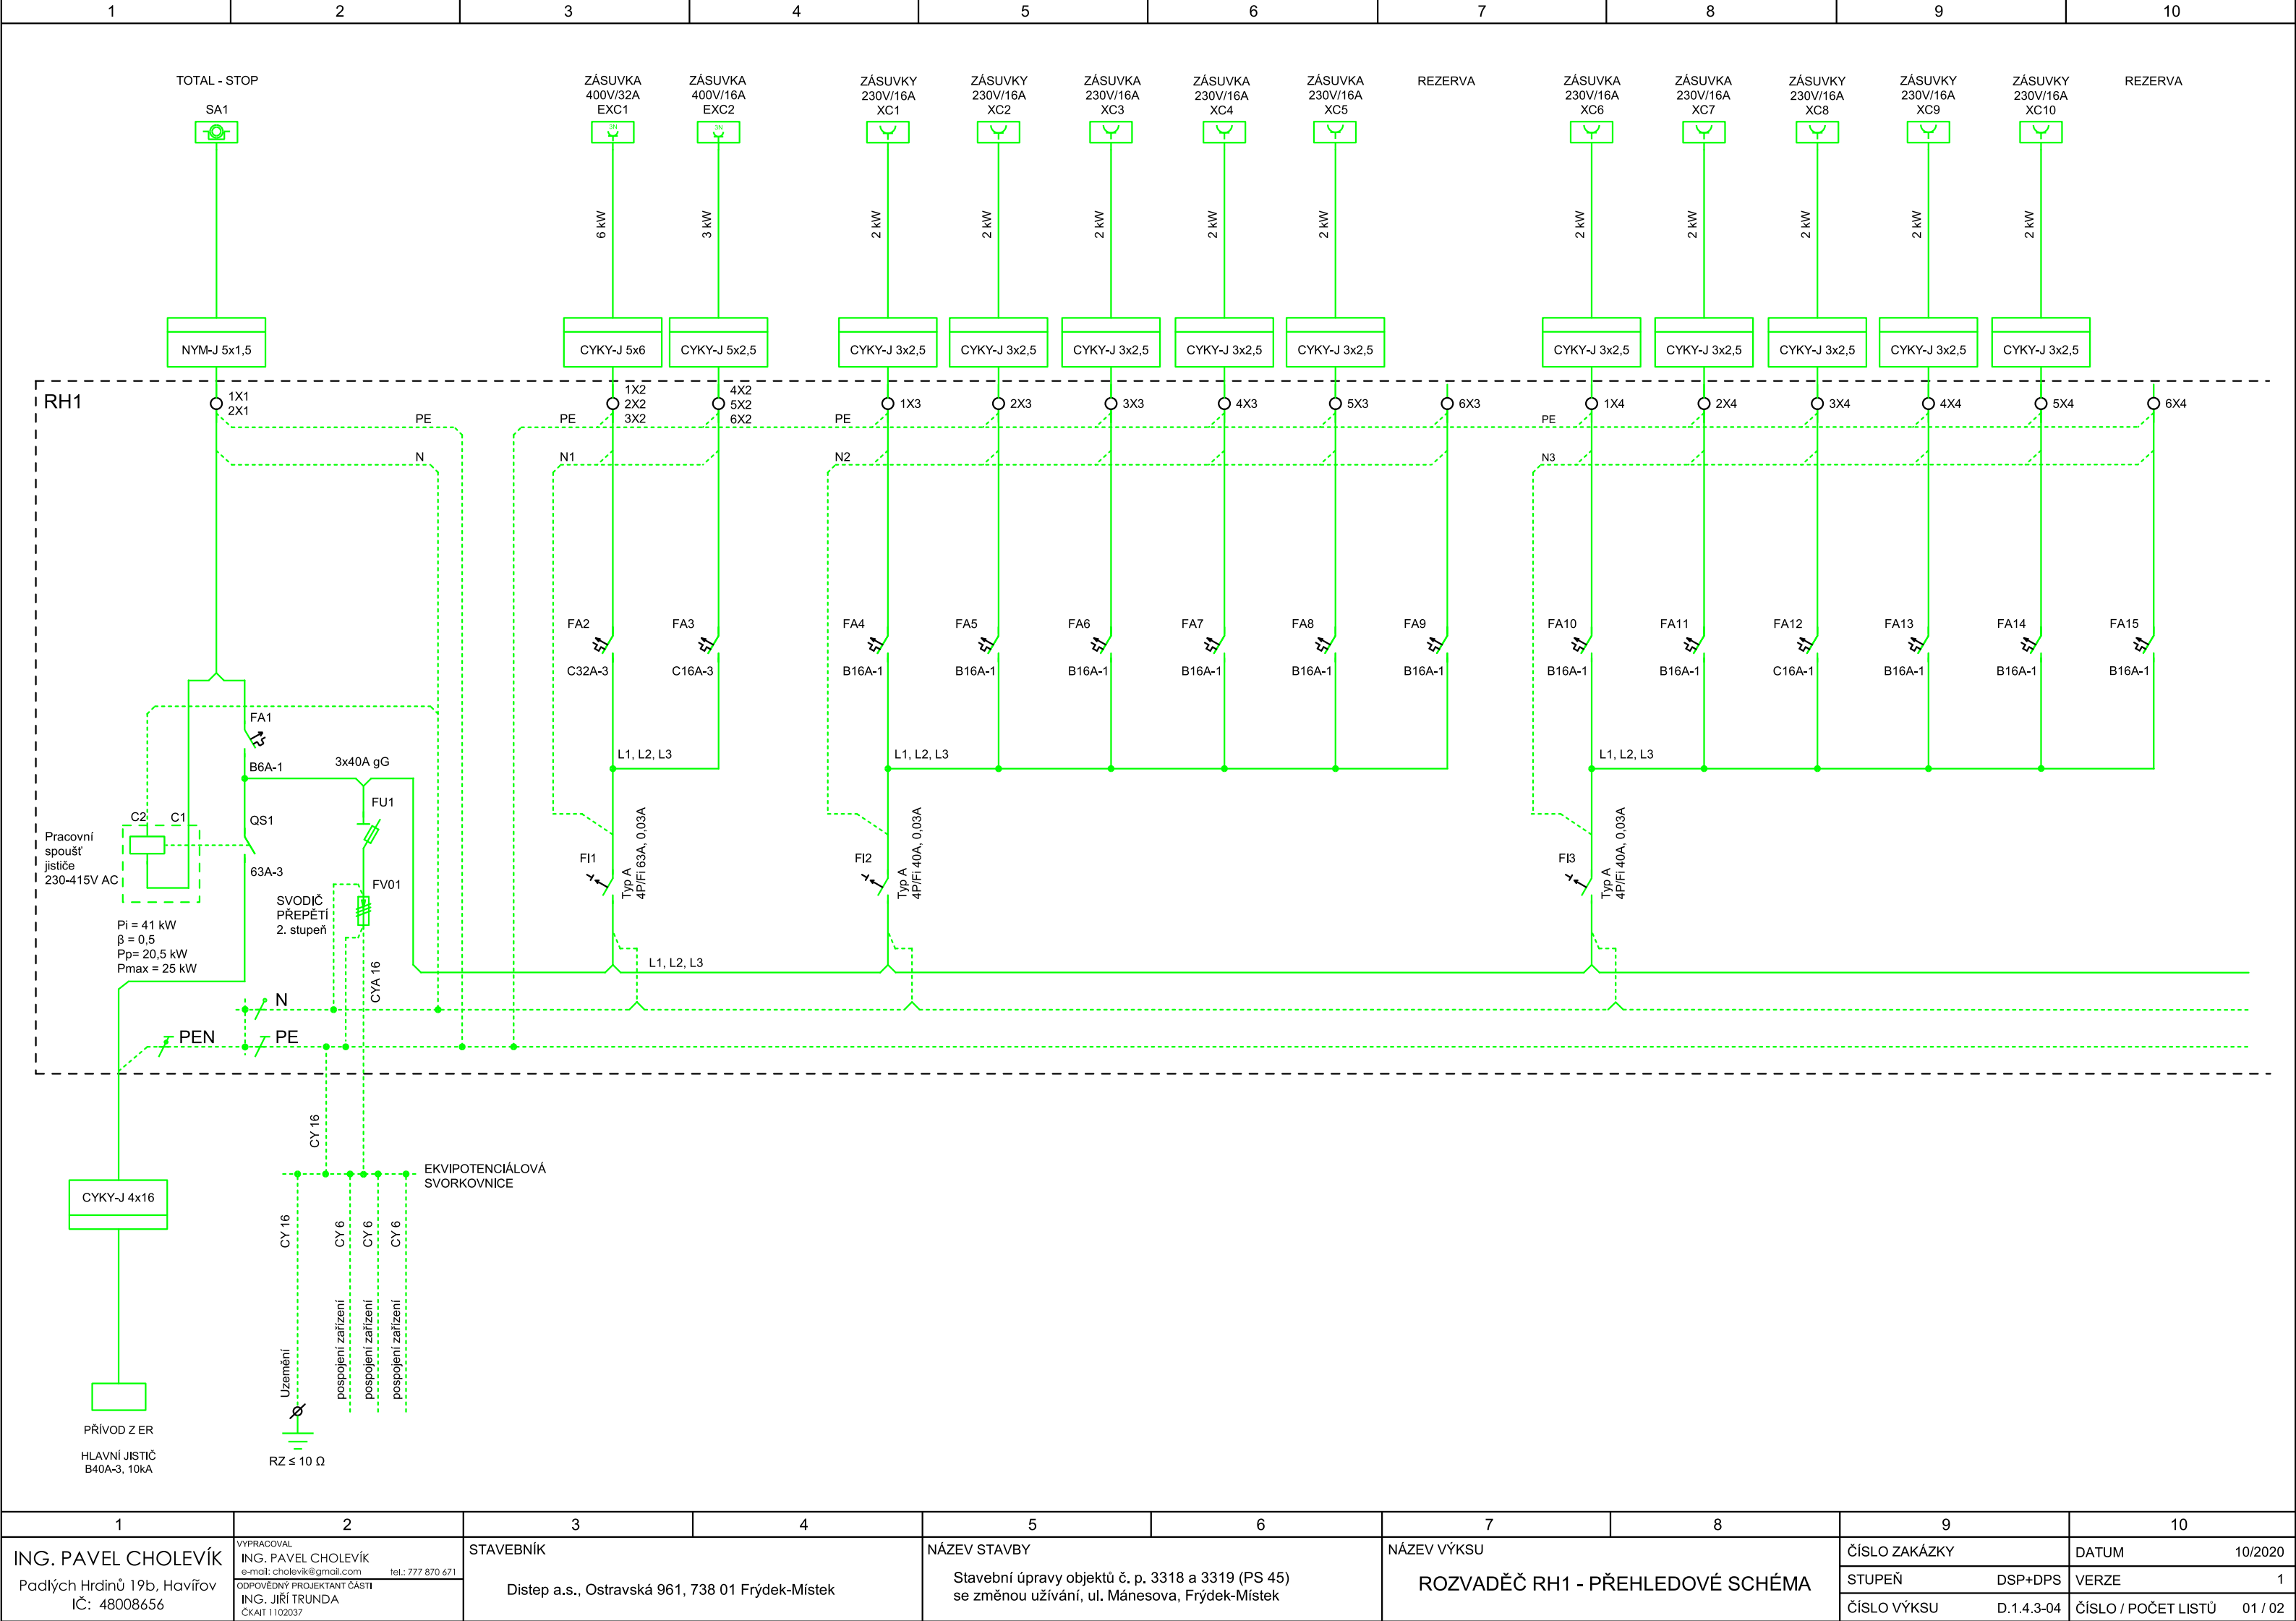 1 2 3 4 5 6 7 8 9 10
TOTAL - STOP
SA1
ZÁSUVKA
400V/32A
EXC1
ZÁSUVKA
400V/16A
EXC2
ZÁSUVKY
230V/16A
XC1
ZÁSUVKY
230V/16A
XC2
ZÁSUVKA
230V/16A
XC3
ZÁSUVKA
230V/16A
XC4
ZÁSUVKA
230V/16A
XC5
REZERVA
ZÁSUVKA
230V/16A
XC6
ZÁSUVKA
230V/16A
XC7
ZÁSUVKY
230V/16A
XC8
ZÁSUVKY
230V/16A
XC9
ZÁSUVKY
230V/16A
XC10
REZERVA
3N 3N
6 kW 3 kW 2 kW 2 kW 2 kW 2 kW 2 kW 2 kW 2 kW 2 kW 2 kW 2 kW
NYM-J 5x1,5 CYKY-J 5x6 CYKY-J 5x2,5 CYKY-J 3x2,5 CYKY-J 3x2,5 CYKY-J 3x2,5 CYKY-J 3x2,5 CYKY-J 3x2,5 CYKY-J 3x2,5 CYKY-J 3x2,5 CYKY-J 3x2,5 CYKY-J 3x2,5 CYKY-J 3x2,5
RH1
1X1
2X1
1X2
2X2
3X2
4X2
5X2
6X2
1X3 2X3 3X3 4X3 5X3 6X3 1X4 2X4 3X4 4X4 5X4 6X4
PE PE PE PE
N N1 N2 N3
FA2 FA3 FA4 FA5 FA6 FA7 FA8 FA9 FA10 FA11 FA12 FA13 FA14 FA15
C32A-3 C16A-3 B16A-1 B16A-1 B16A-1 B16A-1 B16A-1 B16A-1 B16A-1 B16A-1 C16A-1 B16A-1 B16A-1 B16A-1
FA1
B6A-1
3x40A gG
L1, L2, L3 L1, L2, L3 L1, L2, L3
FU1
C2 C1
QS1
63A-3
Pracovní
spoušť
jističe
230-415V AC
FV01
SVODIČ
PŘEPĚTÍ
2. stupeň
FI1
Typ A
4P/Fi 63A, 0,03A
FI2
Typ A
4P/Fi 40A, 0,03A
FI3
Typ A
4P/Fi 40A, 0,03A
Pi = 41 kW
β = 0,5
Pp= 20,5 kW
Pmax = 25 kW
L1, L2, L3
CYA 16
N
PEN PE
CY 16
EKVIPOTENCIÁLOVÁ
SVORKOVNICE
CYKY-J 4x16
CY 16 CY 6 CY 6 CY 6
Uzemění pospojení zařízení pospojení zařízení pospojení zařízení
PŘÍVOD Z ER
HLAVNÍ JISTIČ
B40A-3, 10kA
RZ ≤ 10 Ω
1 2 3 4 5 6 7 8 9 10
ING. PAVEL CHOLEVÍK
Padlých Hrdinů 19b, Havířov
IČ: 48008656
VYPRACOVAL
ING. PAVEL CHOLEVÍK
e-mail: cholevik@gmail.com tel.: 777 870 671
ODPOVĚDNÝ PROJEKTANT ČÁSTI
ING. JIŘÍ TRUNDA
ČKAIT 1102037
STAVEBNÍK
Distep a.s., Ostravská 961, 738 01 Frýdek-Místek
NÁZEV STAVBY
Stavební úpravy objektů č. p. 3318 a 3319 (PS 45)
se změnou užívání, ul. Mánesova, Frýdek-Místek
NÁZEV VÝKSU
ROZVADĚČ RH1 - PŘEHLEDOVÉ SCHÉMA
ČÍSLO ZAKÁZKY
DATUM 10/2020
STUPEŇ DSP+DPS
VERZE 1
ČÍSLO VÝKSU D.1.4.3-04
ČÍSLO / POČET LISTŮ 01 / 02